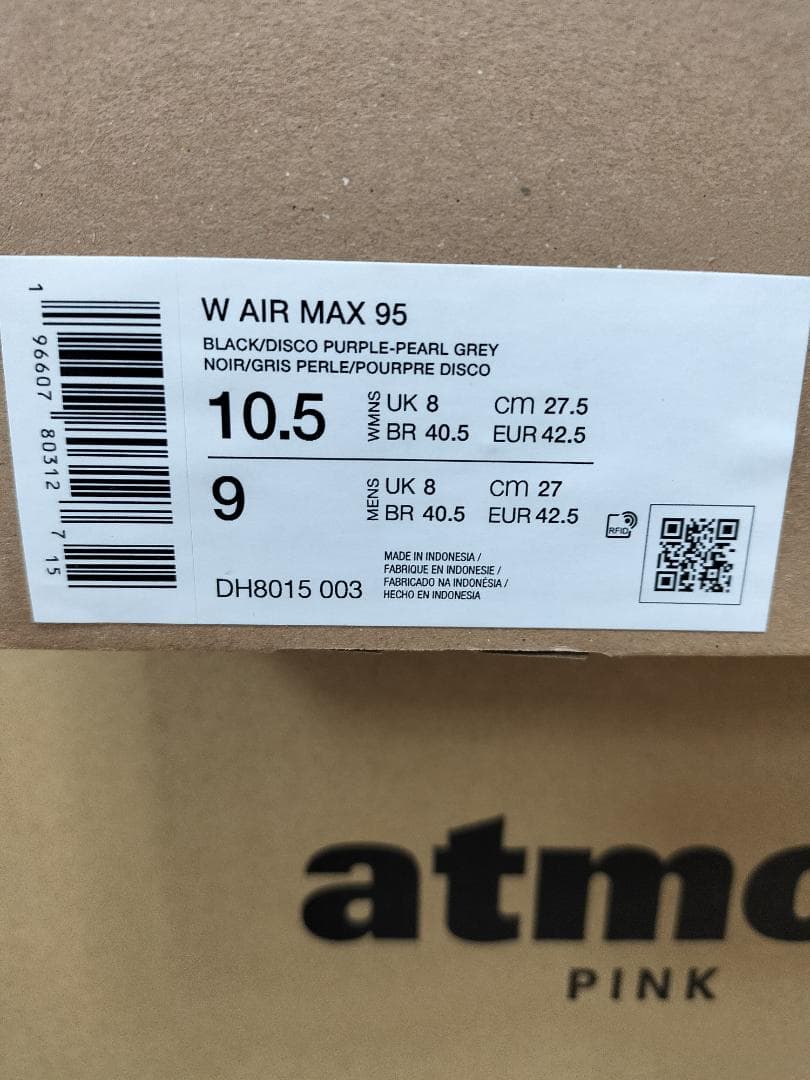 W AIR MAX 95
BLACK/DISCO PURPLE-PEARL GREY
NOIR/GRIS PERLE/POURPRE DISCO
10.5 WMNS UK 8 cm 27.5
BR 40.5 EUR 42.5
9 MENS UK 8 cm 27
BR 40.5 EUR 42.5
RFID
DH8015 003
MADE IN INDONESIA /
FABRIQUE EN INDONESIE /
FABRICADO NA INDONÉSIA /
HECHO EN INDONESIA
1 96607 80312 7 15
atmo
PINK